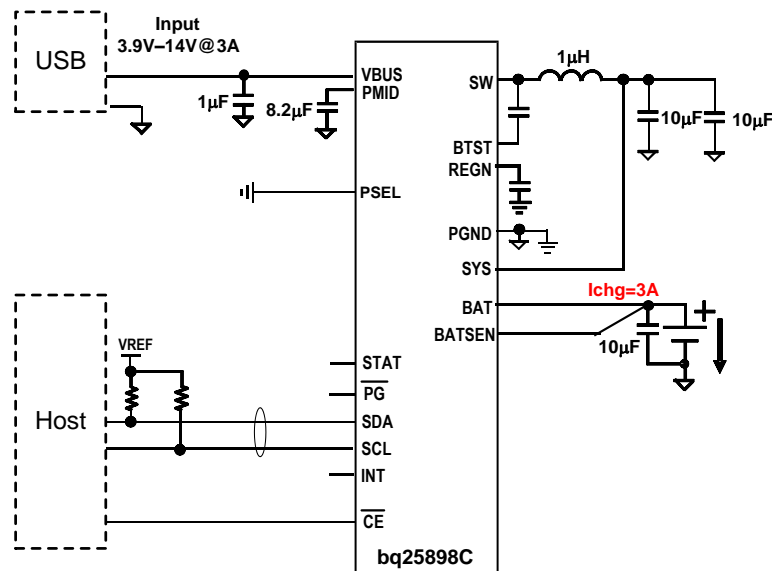 Input
3.9V–14V@3A
USB
1µF
8.2µF
VBUS
PMID
PSEL
STAT
PG
SDA
SCL
INT
CE
SW
BTST
REGN
PGND
SYS
BAT
BATSEN
1µH
10µF
10µF
Ichg=3A
10µF
+
VREF
Host
bq25898C